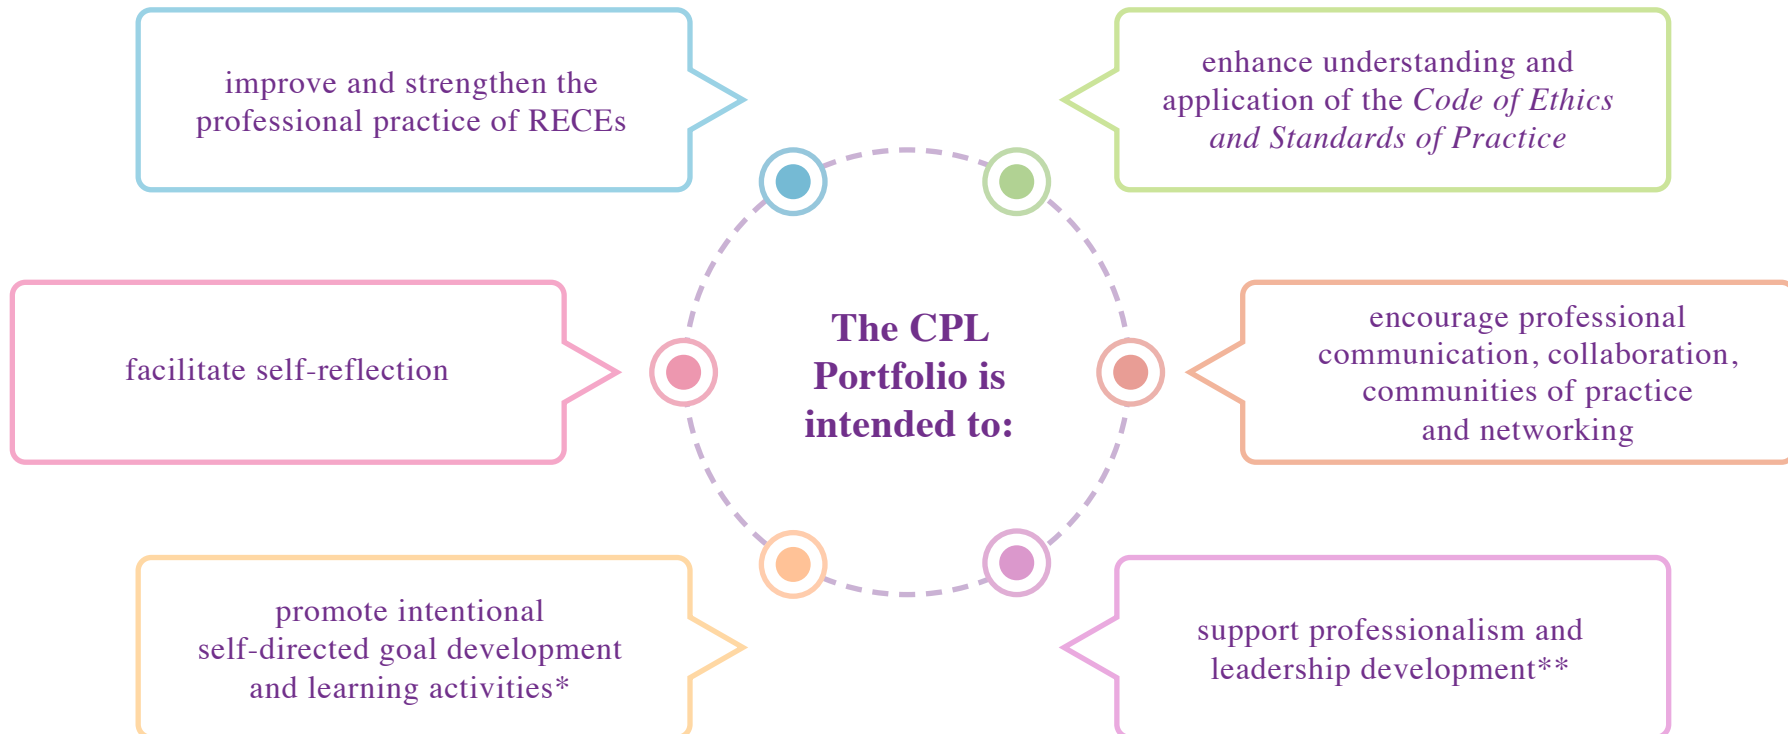 improve and strengthen the
professional practice of RECEs
enhance understanding and
application of the Code of Ethics
and Standards of Practice
facilitate self-reflection
The CPL
Portfolio is
intended to:
encourage professional
communication, collaboration,
communities of practice
and networking
promote intentional
self-directed goal development
and learning activities*
support professionalism and
leadership development**